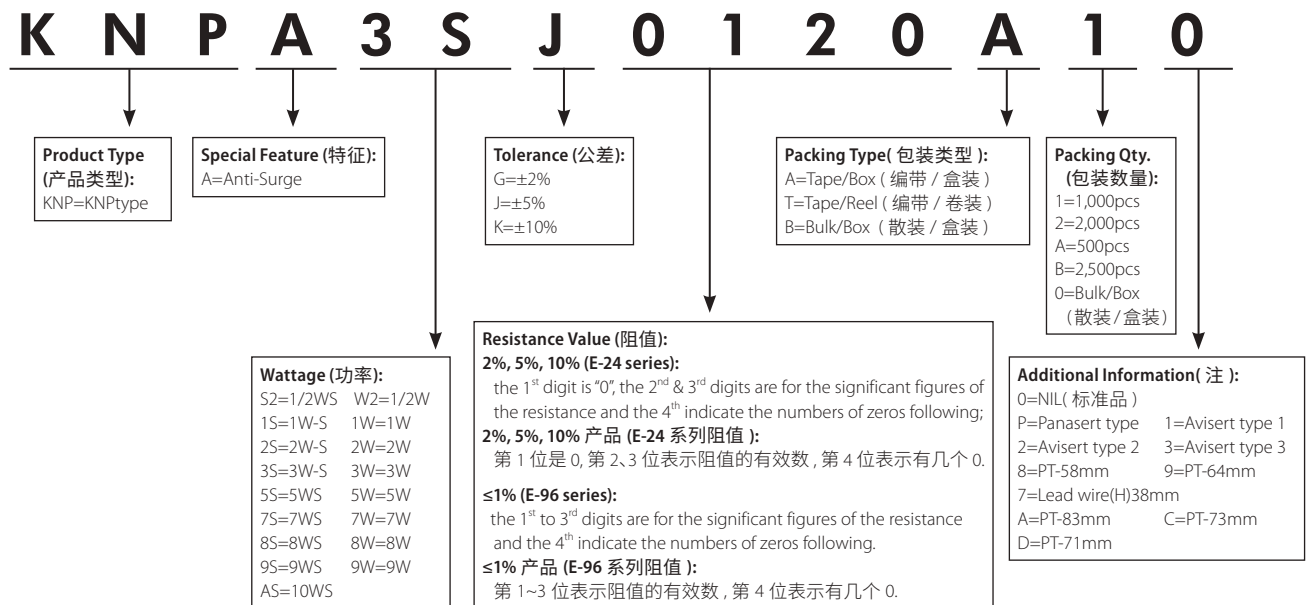 K N P A 3 S J 0 1 2 0 A 1 0
Product Type
(产品类型):
KNP=KNPtype
Special Feature (特征):
A=Anti-Surge
Tolerance (公差):
G=±2%
J=±5%
K=±10%
Packing Type( 包装类型 ):
A=Tape/Box ( 编带 / 盒装 )
T=Tape/Reel ( 编带 / 卷装 )
B=Bulk/Box ( 散装 / 盒装 )
Packing Qty.
(包装数量):
1=1,000pcs
2=2,000pcs
A=500pcs
B=2,500pcs
0=Bulk/Box
(散装/盒装)
Wattage (功率):
S2=1/2WS W2=1/2W
1S=1W-S 1W=1W
2S=2W-S 2W=2W
3S=3W-S 3W=3W
5S=5WS 5W=5W
7S=7WS 7W=7W
8S=8WS 8W=8W
9S=9WS 9W=9W
AS=10WS
Resistance Value (阻值):
2%, 5%, 10% (E-24 series):
the 1st digit is "0", the 2nd & 3rd digits are for the significant figures of
the resistance and the 4th indicate the numbers of zeros following;
2%, 5%, 10% 产品 (E-24 系列阻值 ):
第 1 位是 0, 第 2、3 位表示阻值的有效数 , 第 4 位表示有几个 0.
≤1% (E-96 series):
the 1st to 3rd digits are for the significant figures of the resistance
and the 4th indicate the numbers of zeros following.
≤1% 产品 (E-96 系列阻值 ):
第 1~3 位表示阻值的有效数 , 第 4 位表示有几个 0.
Additional Information( 注 ):
0=NIL( 标准品 )
P=Panasert type 1=Avisert type 1
2=Avisert type 2 3=Avisert type 3
8=PT-58mm 9=PT-64mm
7=Lead wire(H)38mm
A=PT-83mm C=PT-73mm
D=PT-71mm